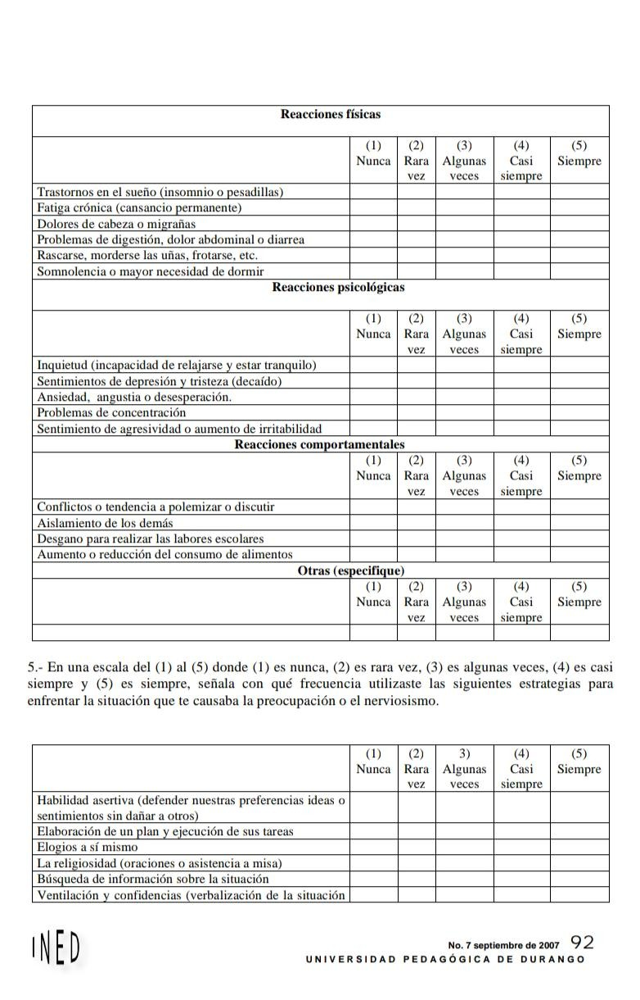 Reacciones físicas
(1) (2) (3) (4) (5)
Nunca Rara Algunas Casi Siempre
vez veces siempre
Trastornos en el sueño (insomnio o pesadillas)
Fatiga crónica (cansancio permanente)
Dolores de cabeza o migrañas
Problemas de digestión, dolor abdominal o diarrea
Rascarse, morderse las uñas, frotarse, etc.
Somnolencia o mayor necesidad de dormir
Reacciones psicológicas
(1) (2) (3) (4) (5)
Nunca Rara Algunas Casi Siempre
vez veces siempre
Inquietud (incapacidad de relajarse y estar tranquilo)
Sentimientos de depresión y tristeza (decaído)
Ansiedad, angustia o desesperación.
Problemas de concentración
Sentimiento de agresividad o aumento de irritabilidad
Reacciones comportamentales
(1) (2) (3) (4) (5)
Nunca Rara Algunas Casi Siempre
vez veces siempre
Conflictos o tendencia a polemizar o discutir
Aislamiento de los demás
Desgano para realizar las labores escolares
Aumento o reducción del consumo de alimentos
Otras (especifique)
(1) (2) (3) (4) (5)
Nunca Rara Algunas Casi Siempre
vez veces siempre
5.- En una escala del (1) al (5) donde (1) es nunca, (2) es rara vez, (3) es algunas veces, (4) es casi
siempre y (5) es siempre, señala con qué frecuencia utilizaste las siguientes estrategias para
enfrentar la situación que te causaba la preocupación o el nerviosismo.
(1) (2) 3) (4) (5)
Nunca Rara Algunas Casi Siempre
vez veces siempre
Habilidad asertiva (defender nuestras preferencias ideas o
sentimientos sin dañar a otros)
Elaboración de un plan y ejecución de sus tareas
Elogios a sí mismo
La religiosidad (oraciones o asistencia a misa)
Búsqueda de información sobre la situación
Ventilación y confidencias (verbalización de la situación
INED
No. 7 septiembre de 2007 92
UNIVERSIDAD PEDAGÓGICA DE DURANGO